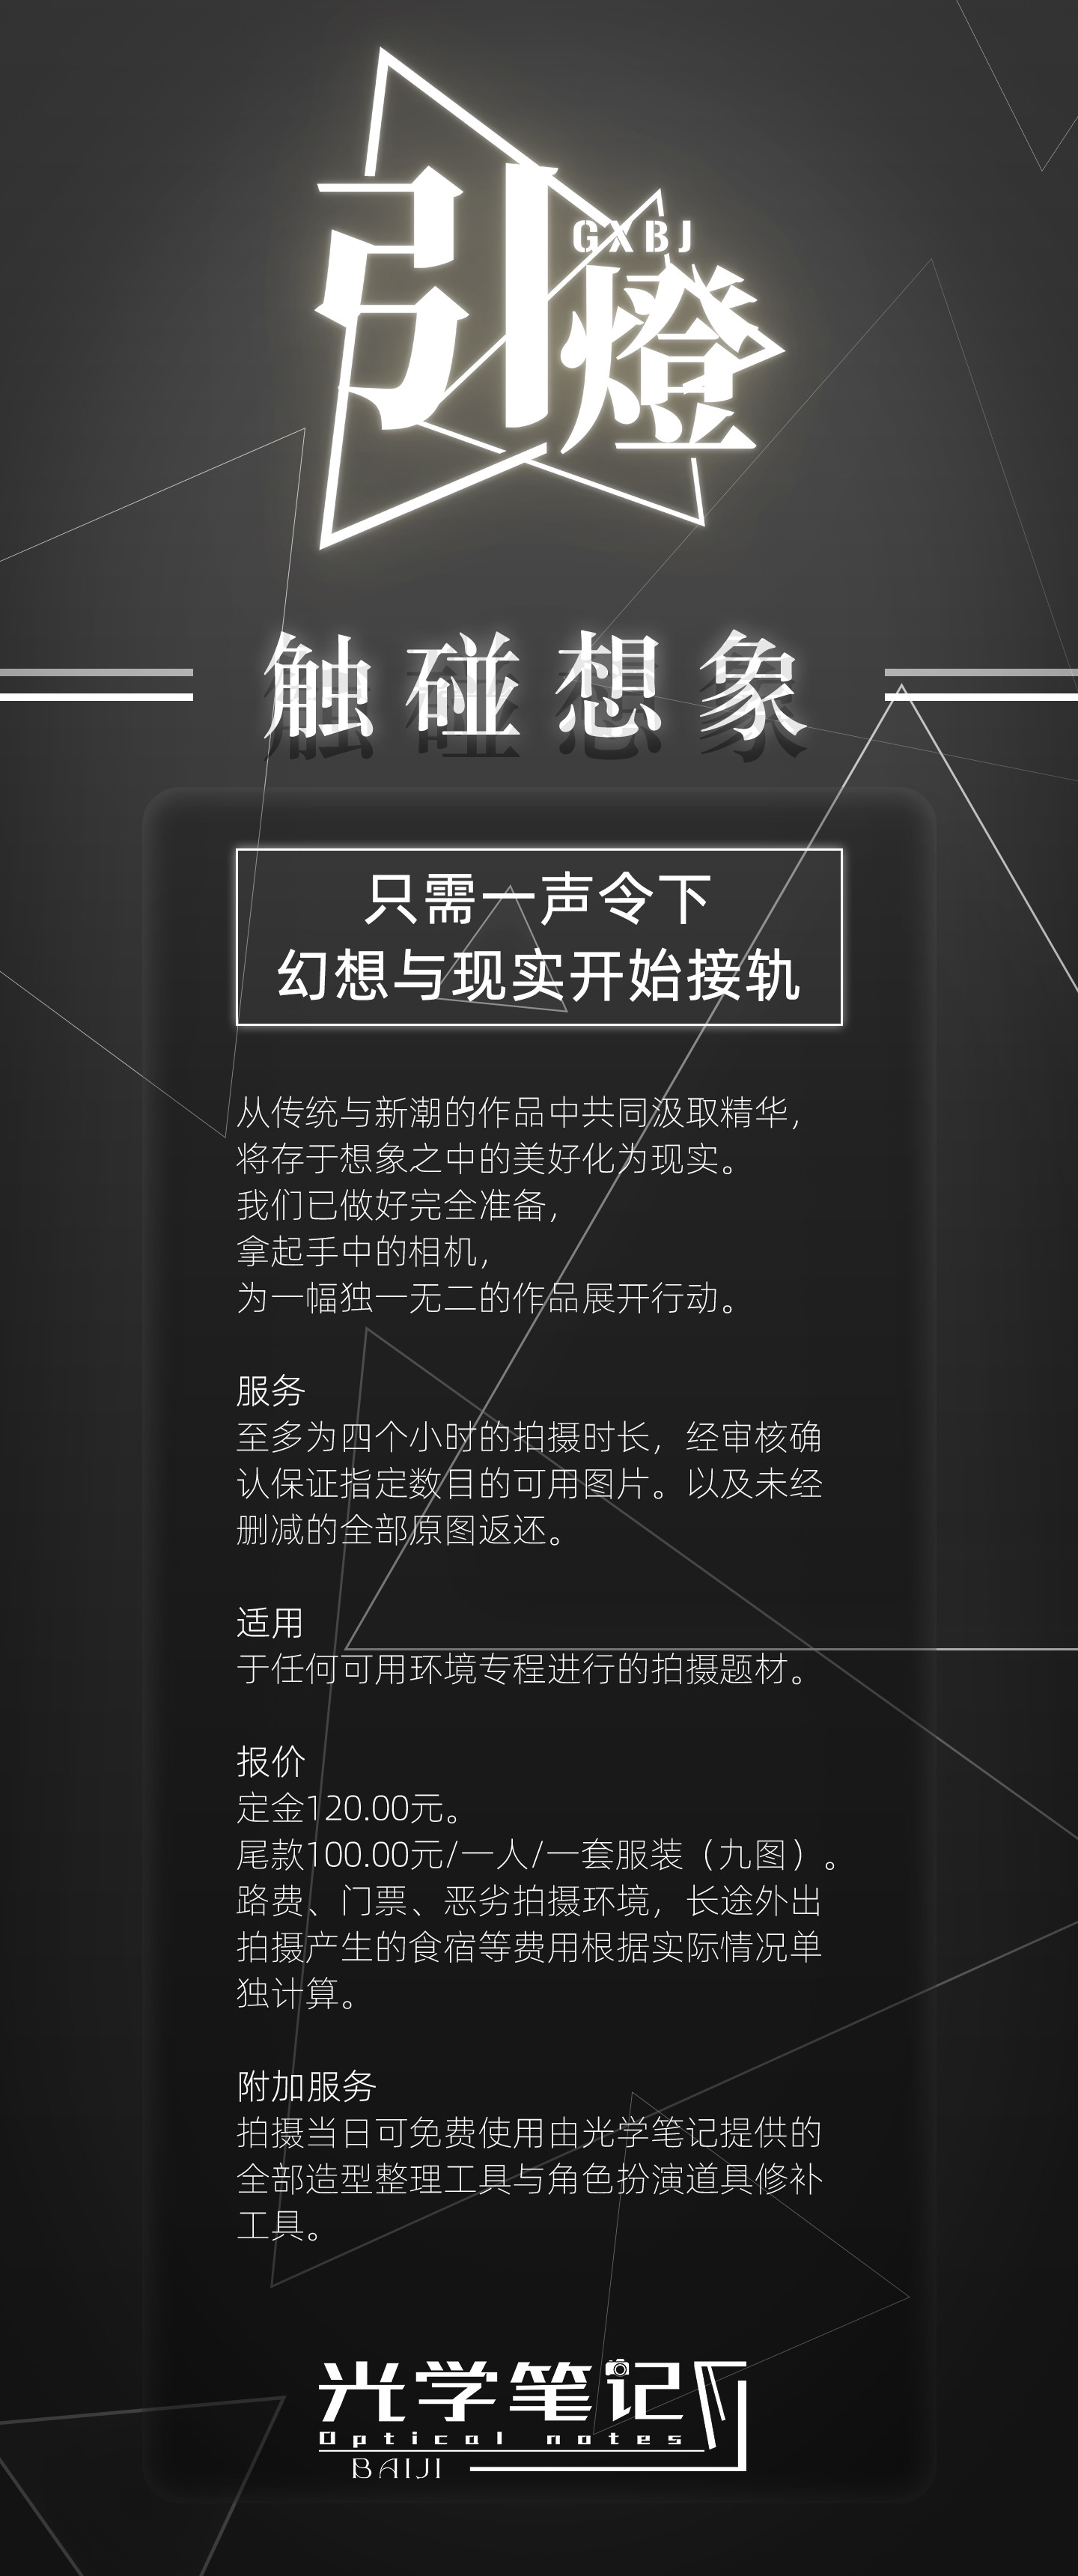 引燈
GXBJ
触碰想象
只需一声令下
幻想与现实开始接轨
从传统与新潮的作品中共同汲取精华，
将存于想象之中的美好化为现实。
我们已做好完全准备，
拿起手中的相机，
为一幅独一无二的作品展开行动。
服务
至多为四个小时的拍摄时长，经审核确
认保证指定数目的可用图片。以及未经
删减的全部原图返还。
适用
于任何可用环境专程进行的拍摄题材。
报价
定金120.00元。
尾款100.00元/一人/一套服装（九图）。
路费、门票、恶劣拍摄环境，长途外出
拍摄产生的食宿等费用根据实际情况单
独计算。
附加服务
拍摄当日可免费使用由光学笔记提供的
全部造型整理工具与角色扮演道具修补
工具。
光学笔记
Optical notes
BAIJI